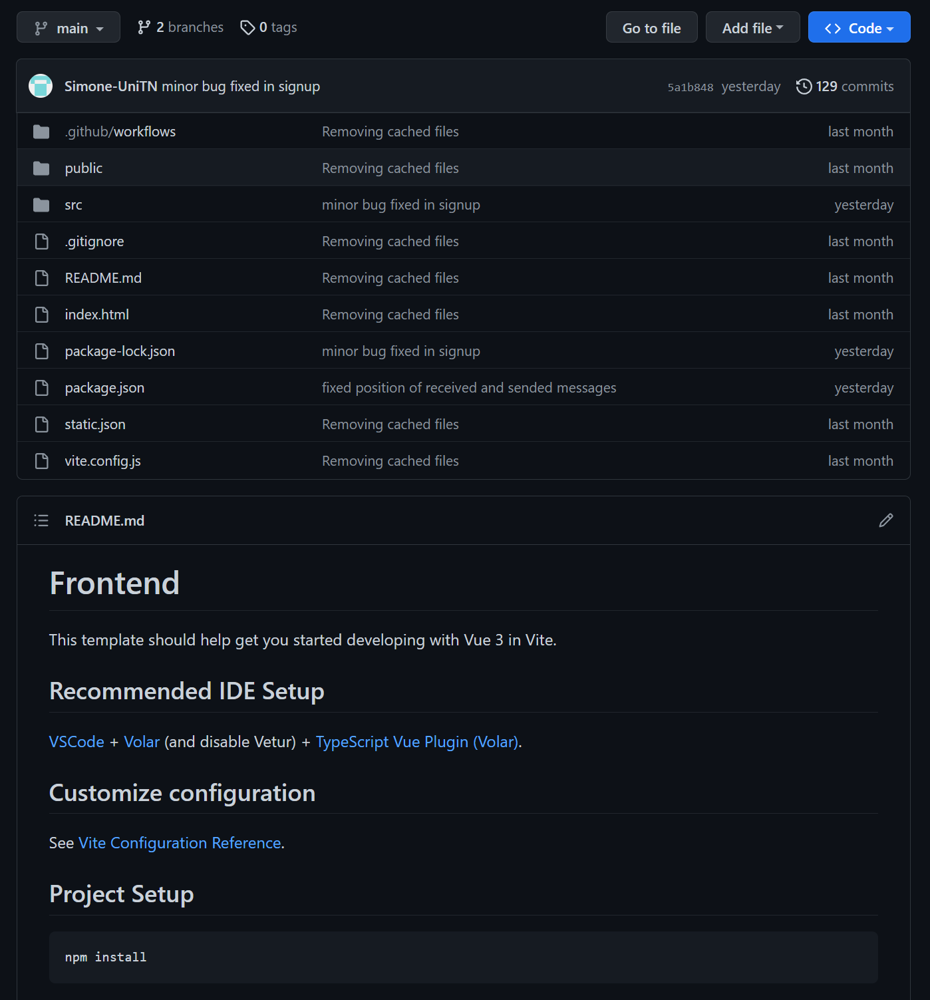 main 2 branches 0 tags Go to file Add file Code
Simone-UniTN minor bug fixed in signup 5a1b848 yesterday 129 commits
.github/workflows Removing cached files last month
public Removing cached files last month
src minor bug fixed in signup yesterday
.gitignore Removing cached files last month
README.md Removing cached files last month
index.html Removing cached files last month
package-lock.json minor bug fixed in signup yesterday
package.json fixed position of received and sended messages yesterday
static.json Removing cached files last month
vite.config.js Removing cached files last month
README.md
Frontend
This template should help get you started developing with Vue 3 in Vite.
Recommended IDE Setup
VSCode + Volar (and disable Vetur) + TypeScript Vue Plugin (Volar).
Customize configuration
See Vite Configuration Reference.
Project Setup
npm install